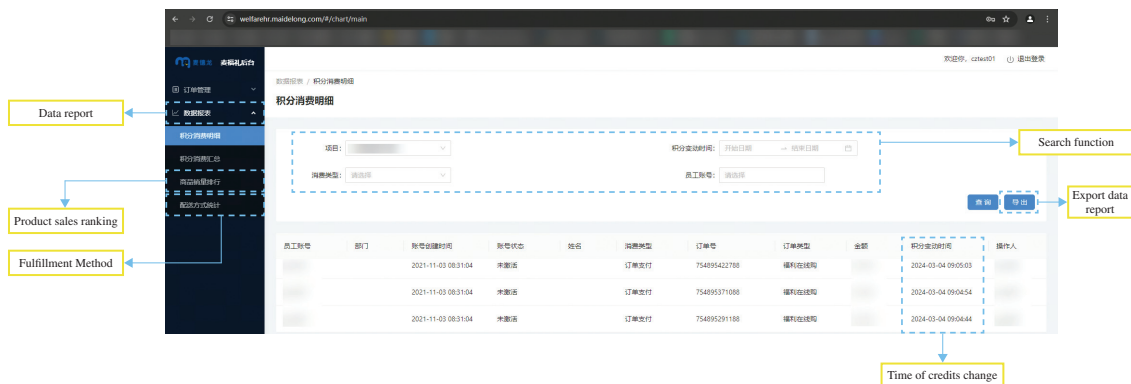 welfarehr.maidelong.com/#/chart/main
麦德龙 麦福礼后台
欢迎你, cztest01 退出登录
订单管理
数据报表 / 积分消费明细
积分消费明细
Data report
数据报表
积分消费明细
项目:
积分变动时间: 开始日期 → 结束日期
Search function
积分消费汇总
消费类型: 请选择
员工账号: 请选择
商品销量排行
配送方式统计
查询 导出
Export data
report
Product sales ranking
Fulfillment Method
员工账号 部门 账号创建时间 账号状态 姓名 消费类型 订单号 订单类型 金额 积分变动时间 操作人
2021-11-03 08:31:04 未激活 订单支付 754895422788 福利在线购 2024-03-04 09:05:03
2021-11-03 08:31:04 未激活 订单支付 754895371088 福利在线购 2024-03-04 09:04:54
2021-11-03 08:31:04 未激活 订单支付 754895291188 福利在线购 2024-03-04 09:04:44
Time of credits change